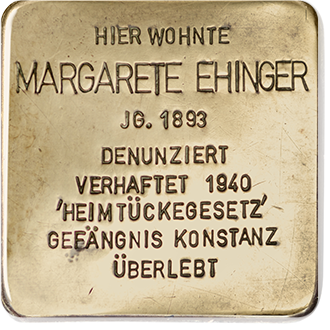 HIER WOHNTE
MARGARETE EHINGER
JG. 1893
DENUNZIERT
VERHAFTET 1940
'HEIMTÜCKEGESETZ'
GEFÄNGNIS KONSTANZ
ÜBERLEBT